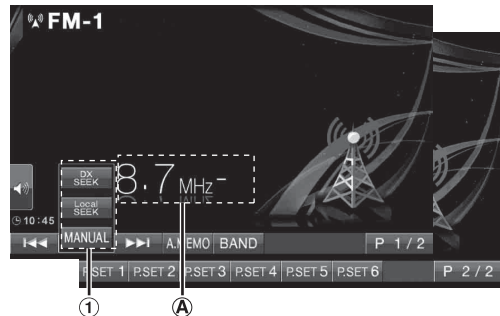 FM-1
DX
SEEK
8.7 MHz
Local
SEEK
10:45
MANUAL A.MEMO BAND P 1/2
P.SET 1 P.SET 2 P.SET 3 P.SET 4 P.SET 5 P.SET 6 P 2/2
① Ⓐ